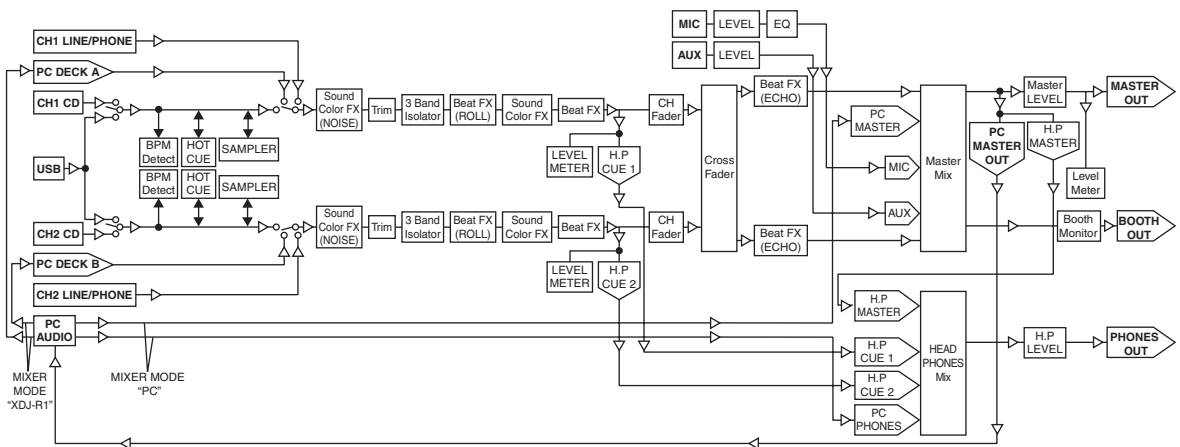 MIC
LEVEL
EQ
AUX
LEVEL
CH1 LINE/PHONE
PC DECK A
CH1 CD
USB
CH2 CD
PC DECK B
CH2 LINE/PHONE
PC
AUDIO
MIXER
MODE
"XDJ-R1"
MIXER MODE
"PC"
BPM
Detect
HOT
CUE
SAMPLER
BPM
Detect
HOT
CUE
SAMPLER
Sound
Color FX
(NOISE)
Trim
3 Band
Isolator
Beat FX
(ROLL)
Sound
Color FX
Beat FX
LEVEL
METER
H.P
CUE 1
CH
Fader
Sound
Color FX
(NOISE)
Trim
3 Band
Isolator
Beat FX
(ROLL)
Sound
Color FX
Beat FX
LEVEL
METER
H.P
CUE 2
CH
Fader
Cross
Fader
Beat FX
(ECHO)
Beat FX
(ECHO)
PC
MASTER
MIC
AUX
Master
Mix
Master
LEVEL
MASTER
OUT
PC
MASTER
OUT
H.P
MASTER
Level
Meter
Booth
Monitor
BOOTH
OUT
H.P
MASTER
H.P
CUE 1
H.P
CUE 2
PC
PHONES
HEAD
PHONES
Mix
H.P
LEVEL
PHONES
OUT